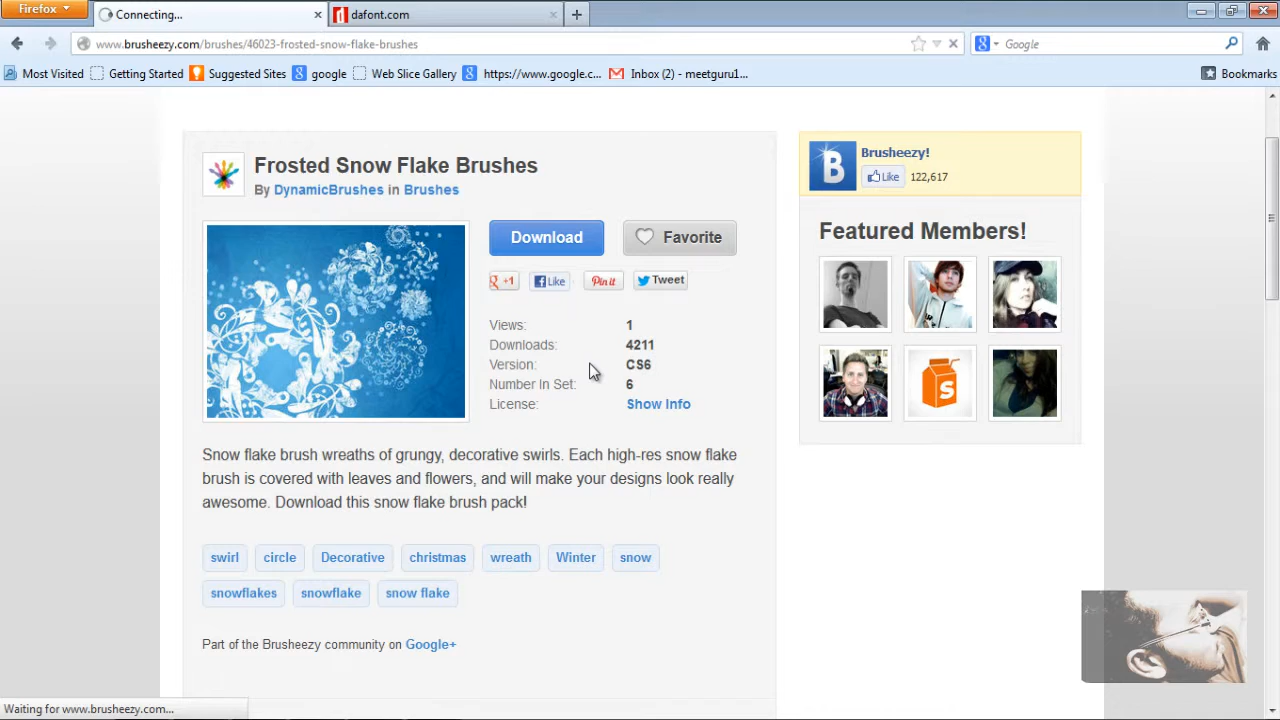 Firefox
Connecting...
dafont.com
www.brusheezy.com/brushes/46023-frosted-snow-flake-brushes
Google
Most Visited
Getting Started
Suggested Sites
google
Web Slice Gallery
https://www.google.c...
Inbox (2) - meetguru1...
Bookmarks
Frosted Snow Flake Brushes
By DynamicBrushes in Brushes
Download
Favorite
+1
Like
Pin it
Tweet
Views: 1
Downloads: 4211
Version: CS6
Number In Set: 6
License: Show Info
Snow flake brush wreaths of grungy, decorative swirls. Each high-res snow flake
brush is covered with leaves and flowers, and will make your designs look really
awesome. Download this snow flake brush pack!
swirl circle Decorative christmas wreath Winter snow
snowflakes snowflake snow flake
Part of the Brusheezy community on Google+
B
Brusheezy!
Like 122,617
Featured Members!
S
Waiting for www.brusheezy.com...